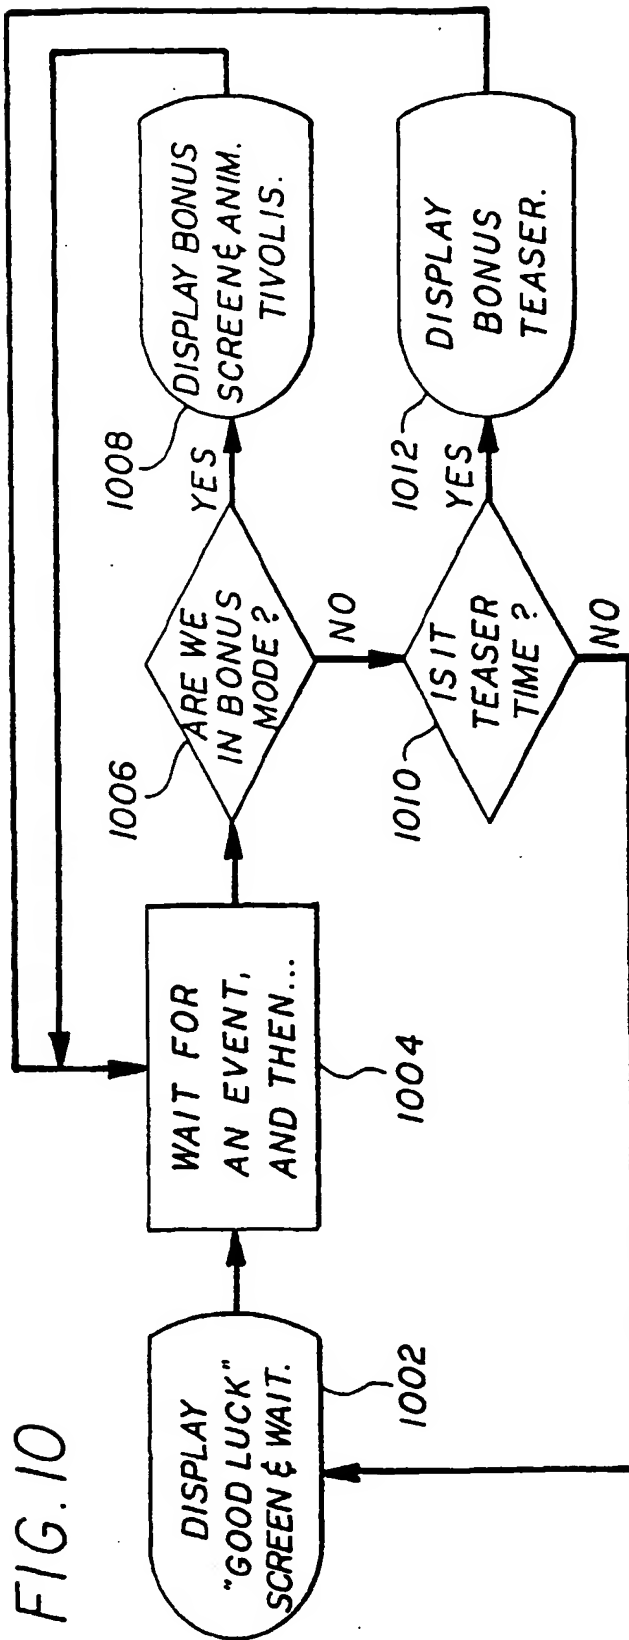 FIG. 10
DISPLAY
"GOOD LUCK"
SCREEN & WAIT.
1002
WAIT FOR
AN EVENT,
AND THEN...
1004
1006
ARE WE
IN BONUS
MODE?
YES
NO
1008
DISPLAY BONUS
SCREEN & ANIM.
TIVOLIS.
1010
IS IT
TEASER
TIME?
YES
NO
1012
DISPLAY
BONUS
TEASER.